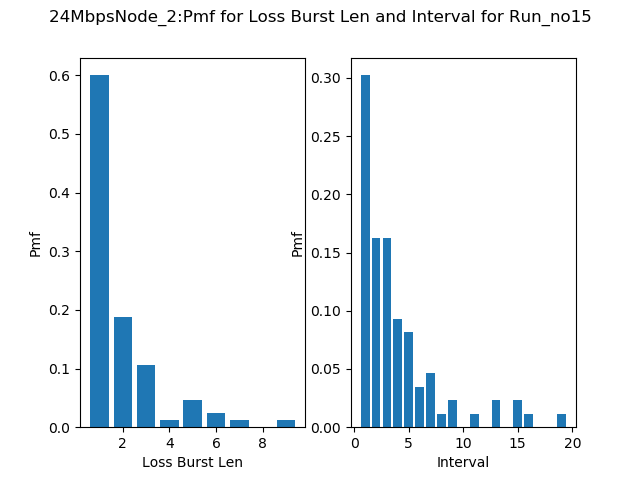 24MbpsNode_2:Pmf for Loss Burst Len and Interval for Run_no15
0.6
0.5
0.4
0.3
0.2
0.1
0.0
Pmf
2 4 6 8
Loss Burst Len
0.30
0.25
0.20
0.15
0.10
0.05
0.00
Pmf
0 5 10 15 20
Interval